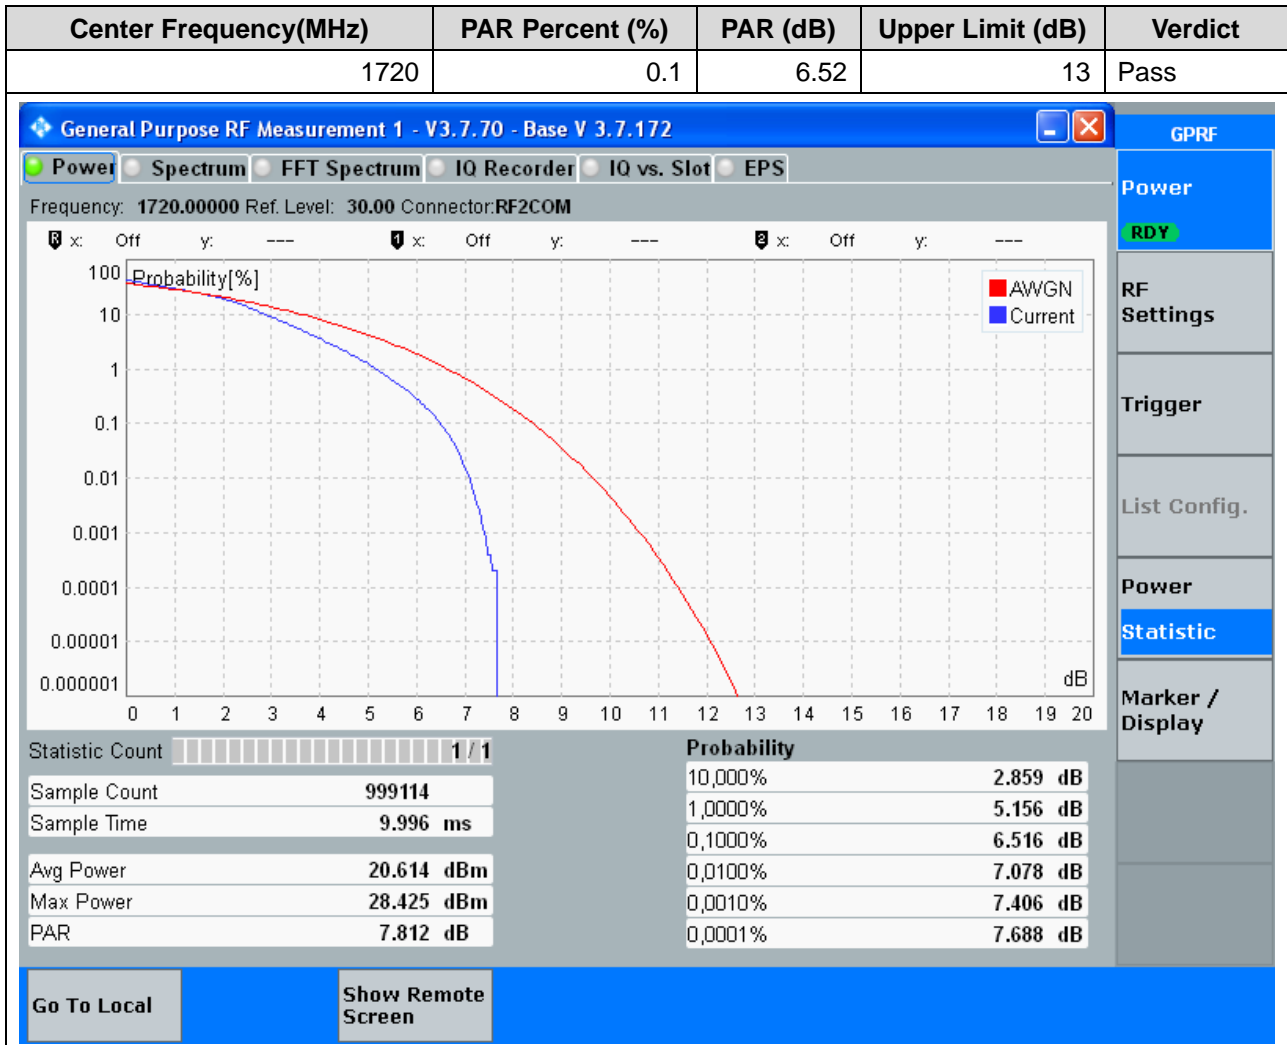 Center Frequency(MHz) PAR Percent (%) PAR (dB) Upper Limit (dB) Verdict
1720 0.1 6.52 13 Pass
General Purpose RF Measurement 1 - V3.7.70 - Base V 3.7.172
GPRF
Power Spectrum FFT Spectrum IQ Recorder IQ vs. Slot EPS
Power
RDY
Frequency: 1720.00000 Ref. Level: 30.00 Connector:RF2COM
R x: Off y: --- 1 x: Off y: --- 2 x: Off y: ---
Probability[%]
AWGN
Current
100
10
1
0.1
0.01
0.001
0.0001
0.00001
0.000001
dB
0 1 2 3 4 5 6 7 8 9 10 11 12 13 14 15 16 17 18 19 20
RF
Settings
Trigger
List Config.
Power
Statistic
Marker /
Display
Statistic Count 1 / 1
Sample Count 999114
Sample Time 9.996 ms
Avg Power 20.614 dBm
Max Power 28.425 dBm
PAR 7.812 dB
Probability
10,000% 2.859 dB
1,0000% 5.156 dB
0,1000% 6.516 dB
0,0100% 7.078 dB
0,0010% 7.406 dB
0,0001% 7.688 dB
Go To Local
Show Remote
Screen